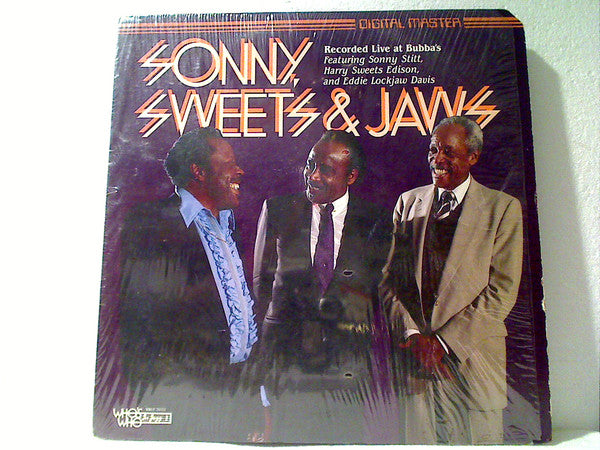 DIGITAL MASTER
SONNY,
SWEETS & JAWS
Recorded Live at Bubba's
Featuring Sonny Stitt,
Harry Sweets Edison,
and Eddie Lockjaw Davis
WHO'S
WHO